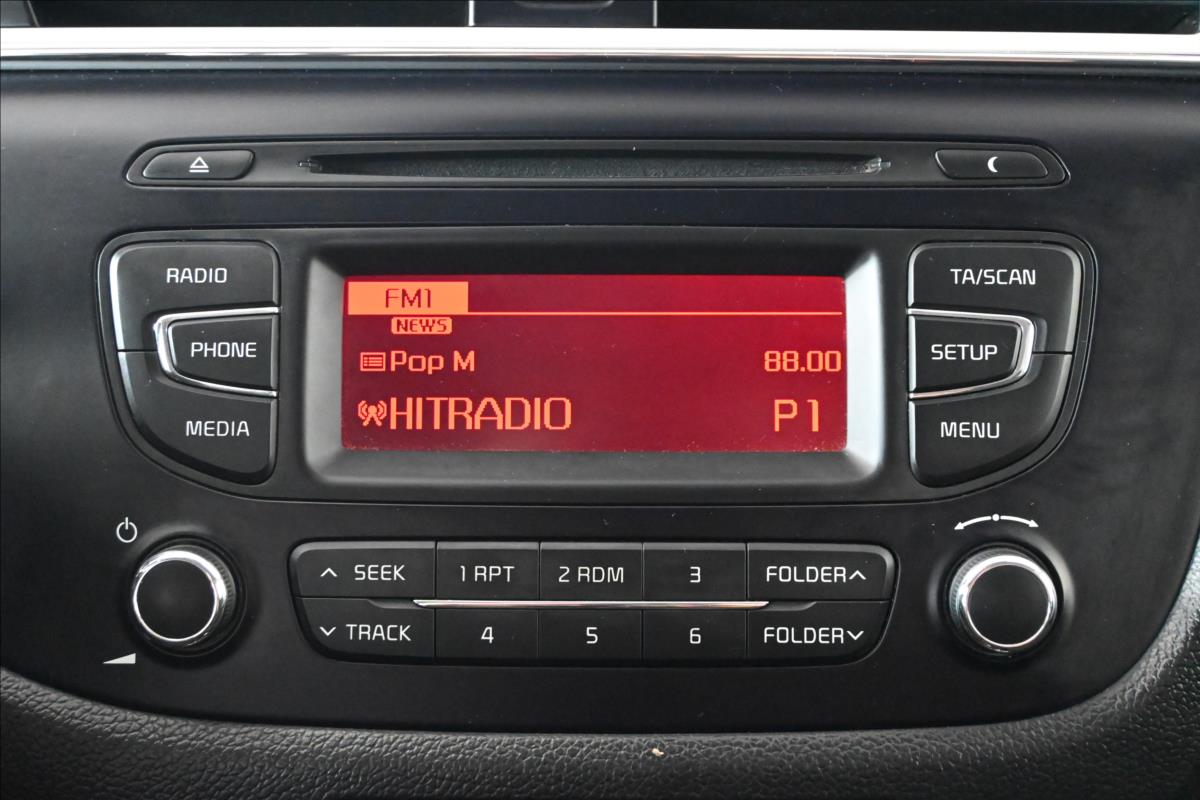 RADIO
PHONE
MEDIA
FM1
NEWS
Pop M 88.00
HITRADIO P1
TA/SCAN
SETUP
MENU
SEEK 1 RPT 2 RDM 3 FOLDER
TRACK 4 5 6 FOLDER